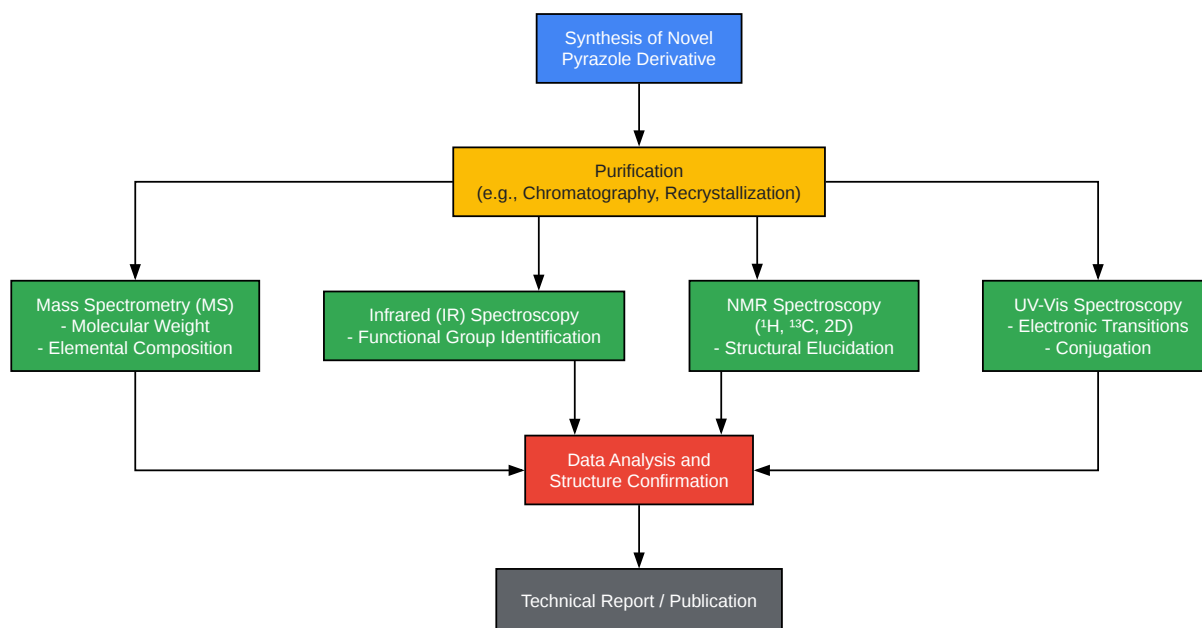 Synthesis of Novel
Pyrazole Derivative
Purification
(e.g., Chromatography, Recrystallization)
Mass Spectrometry (MS)
- Molecular Weight
- Elemental Composition
Infrared (IR) Spectroscopy
- Functional Group Identification
NMR Spectroscopy
(¹H, ¹³C, 2D)
- Structural Elucidation
UV-Vis Spectroscopy
- Electronic Transitions
- Conjugation
Data Analysis and
Structure Confirmation
Technical Report / Publication